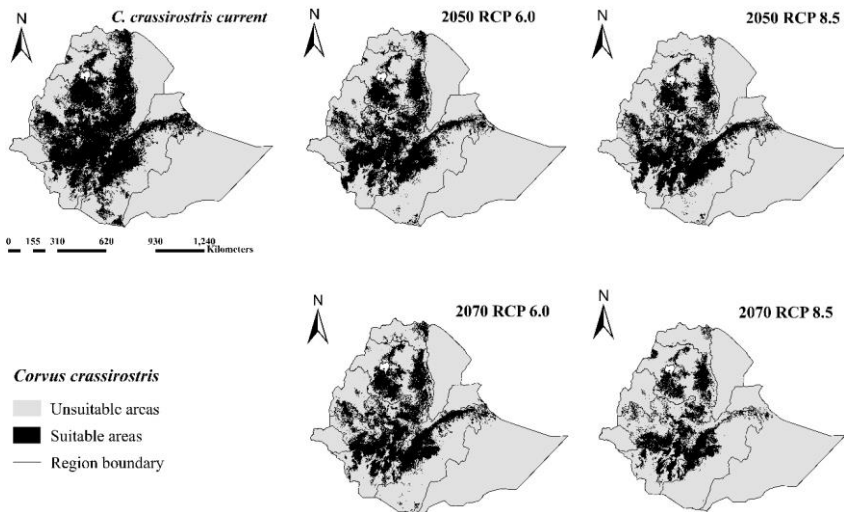 C. crassirostris current
2050 RCP 6.0
2050 RCP 8.5
N
N
N
0 155 310 620 930 1,240
Kilometers
2070 RCP 6.0
2070 RCP 8.5
N
N
Corvus crassirostris
Unsuitable areas
Suitable areas
Region boundary